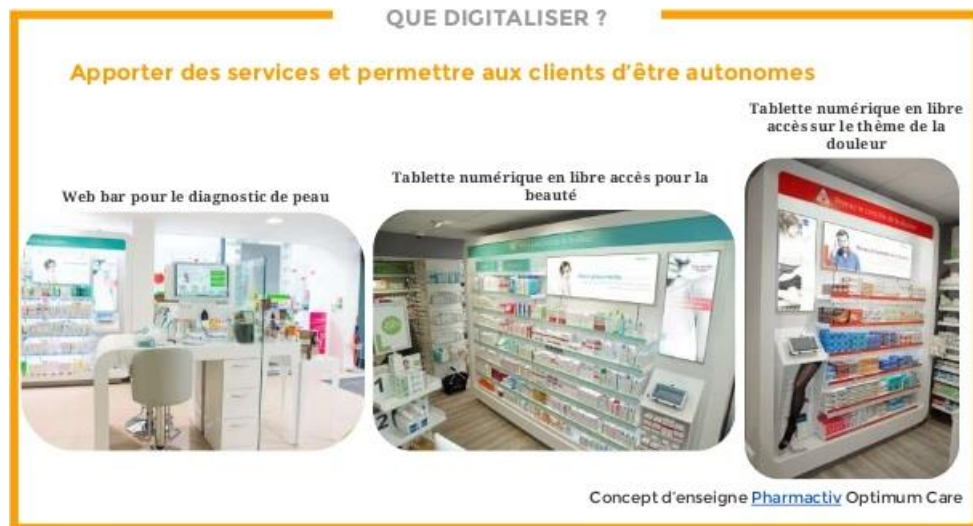 QUE DIGITALISER ?
Apporter des services et permettre aux clients d'être autonomes
Web bar pour le diagnostic de peau
Tablette numérique en libre accès pour la
beauté
Tablette numérique en libre
accès sur le thème de la
douleur
1
2
Concept d'enseigne Pharmactiv Optimum Care